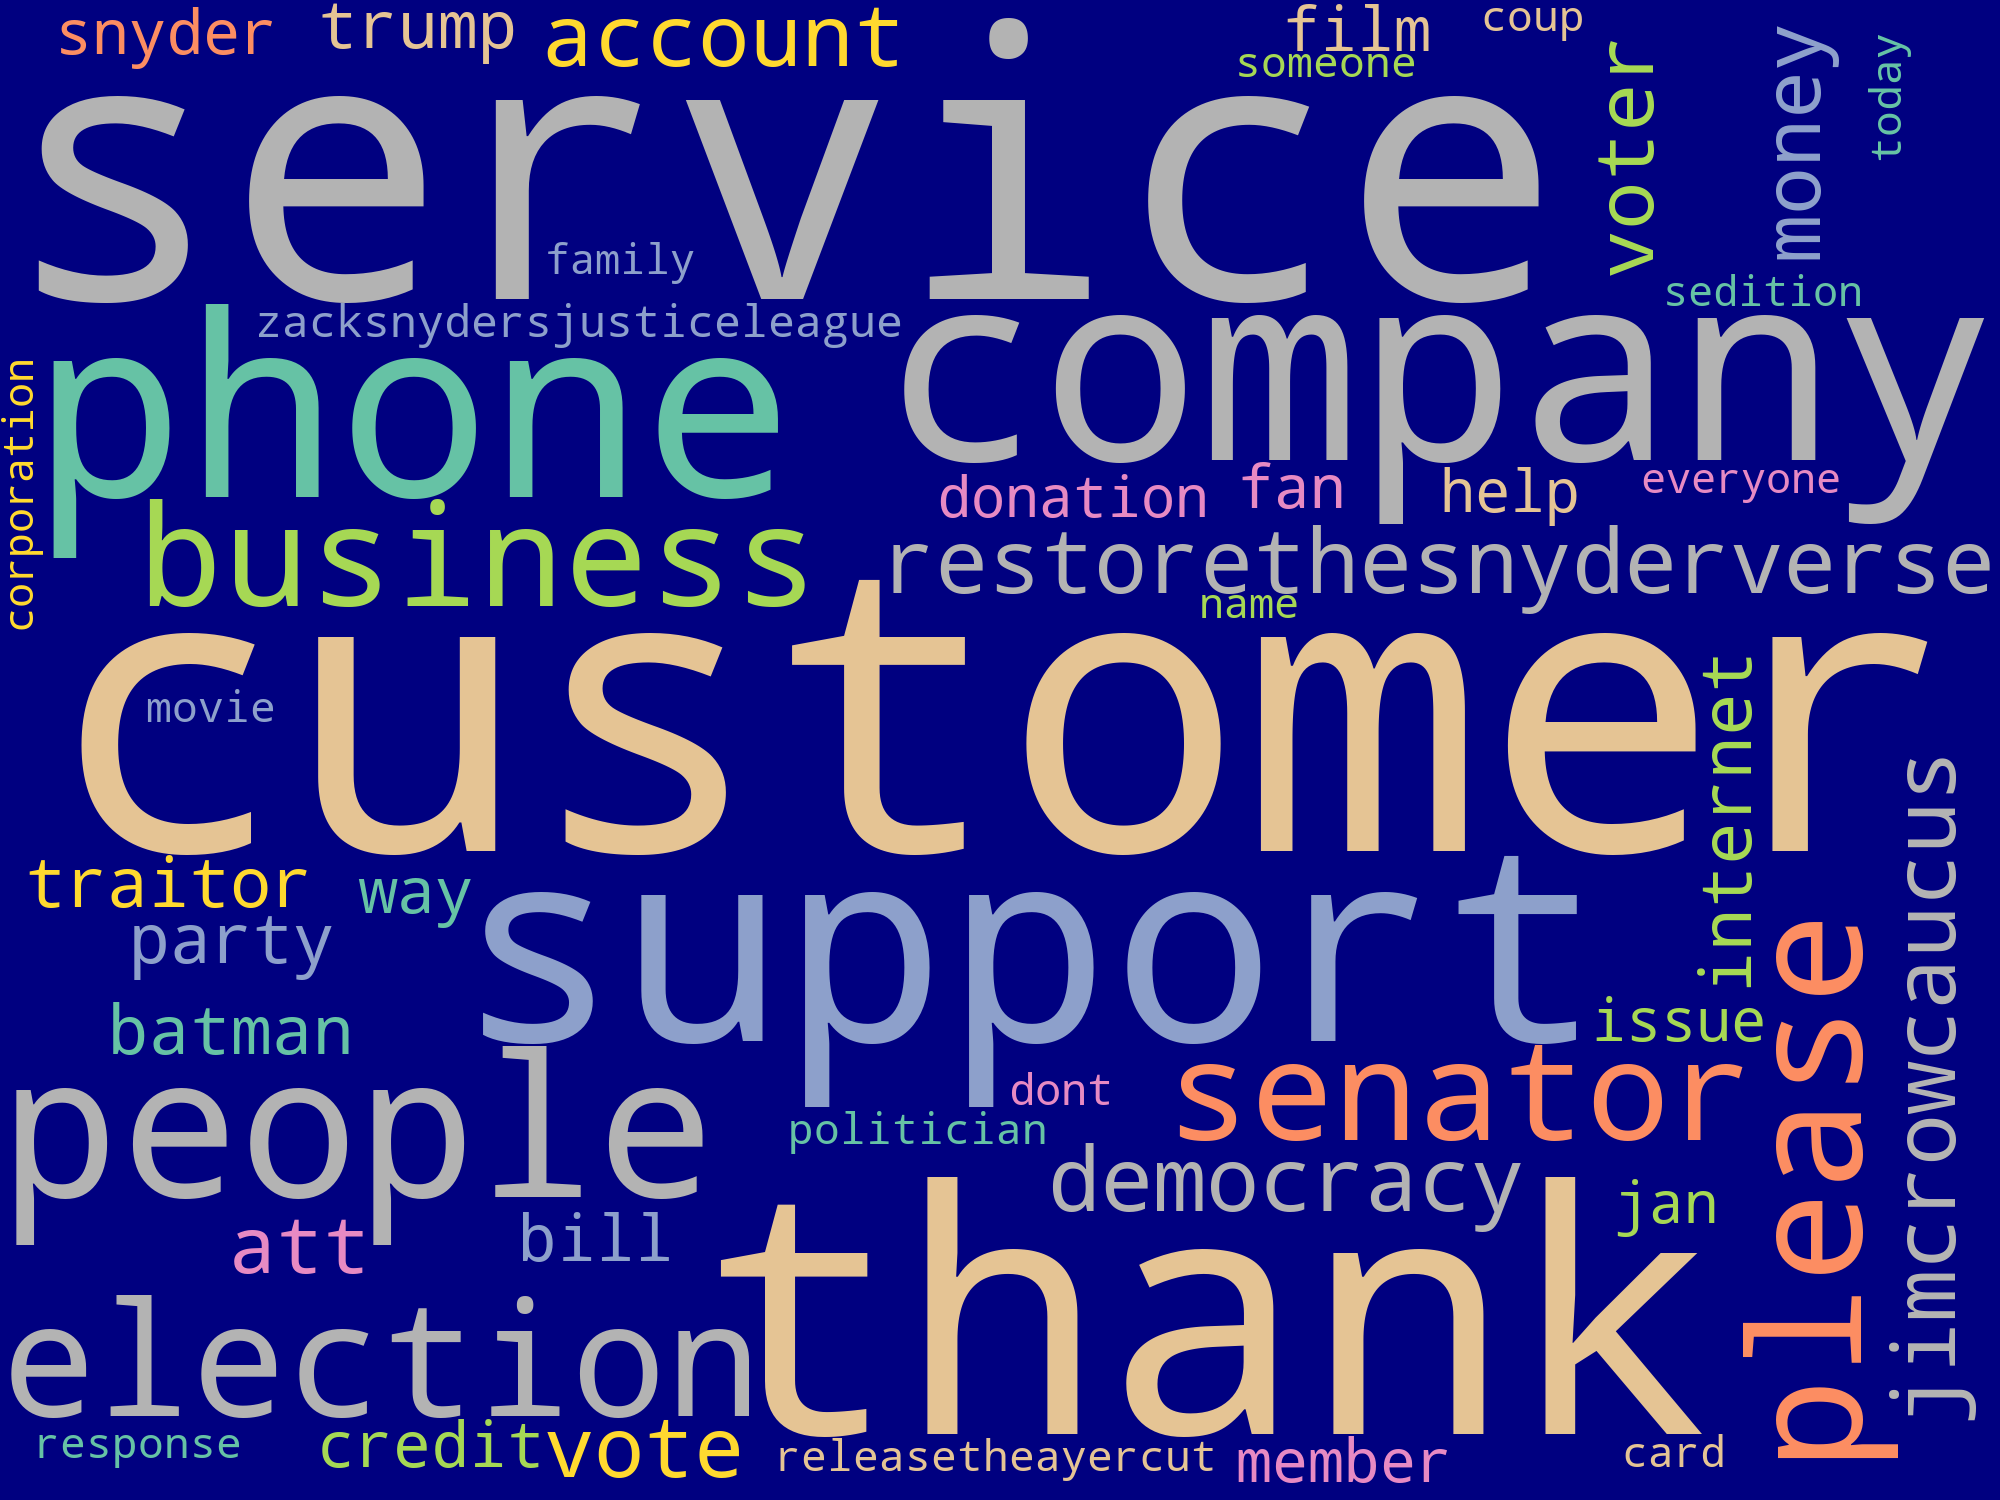 snyder
trump
account
film
coup
someone
voter
money
today
service
family
sedition
zacksnydersjusticeleague
company
phone
corporation
donation
fan
help
everyone
business
restorethesnyderverse
name
customer
movie
internet
jimcrowcaucus
traitor
way
support
please
party
batman
issue
people
dont
senator
politician
democracy
jan
att
bill
thank
election
response
credit
vote
releasetheayercut
member
card